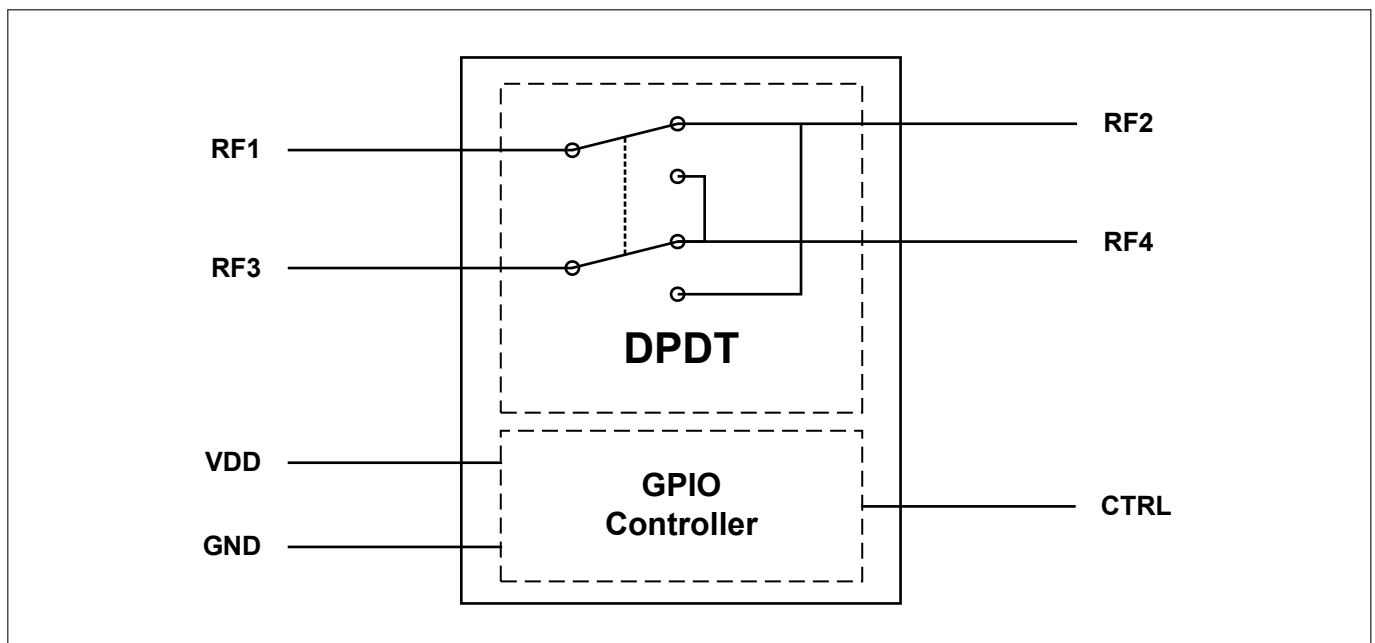 RF1
RF2
RF3
RF4
DPDT
VDD
GND
GPIO
Controller
CTRL